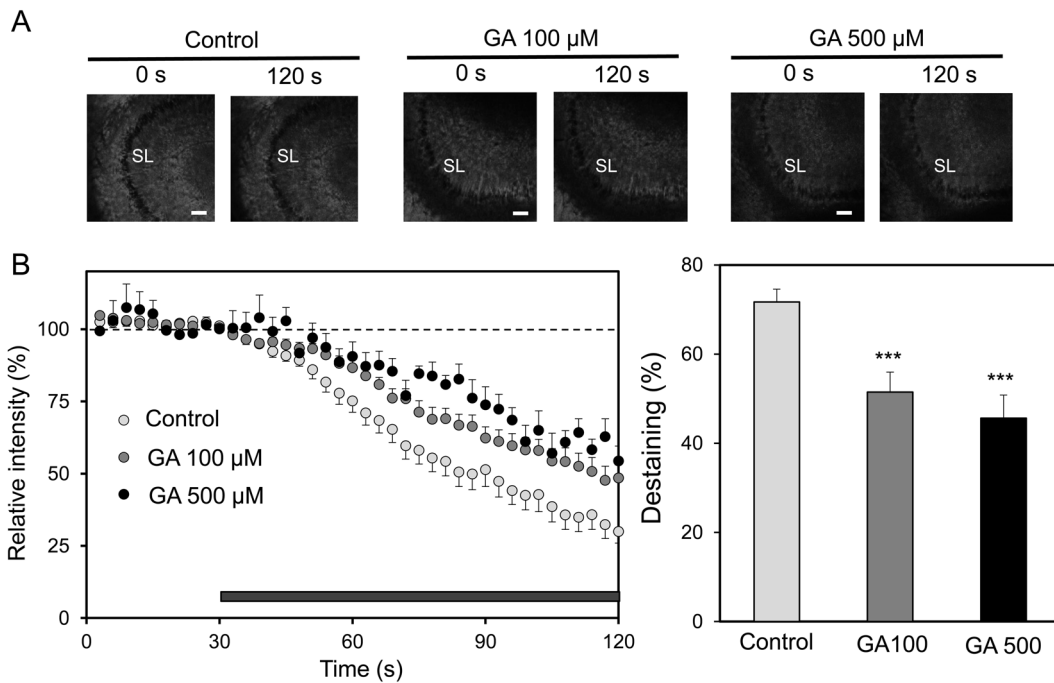 A
Control
GA 100 µM
GA 500 µM
0 s
120 s
0 s
120 s
0 s
120 s
SL
SL
SL
SL
SL
SL
B
Relative intensity (%)
100
75
50
25
0
Control
GA 100 µM
GA 500 µM
0
30
60
90
120
Time (s)
Destaining (%)
80
60
40
20
0
***
***
Control
GA100
GA 500